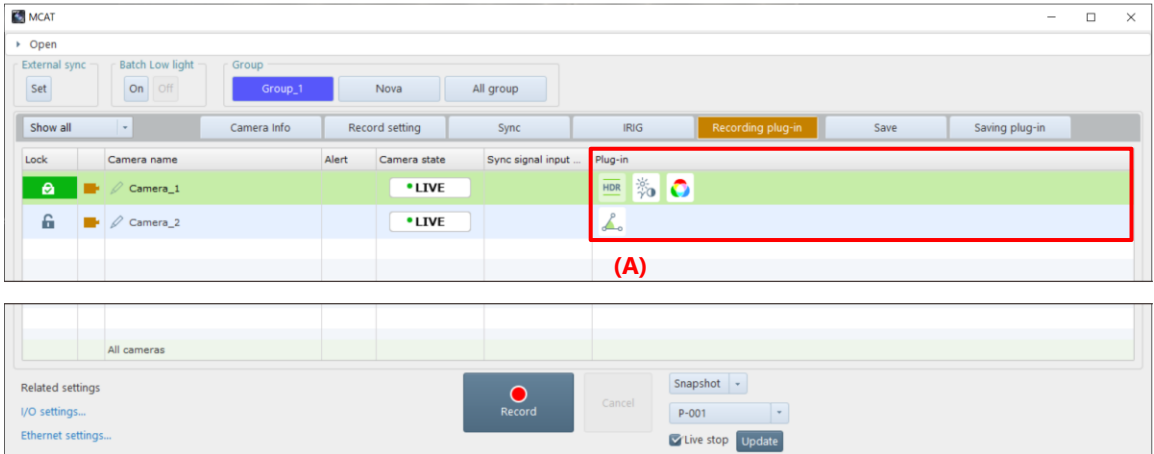 MCAT
Open
External sync Batch Low light Group
Set On Off Group_1 Nova All group
Show all Camera Info Record setting Sync IRIG Recording plug-in Save Saving plug-in
Lock Camera name Alert Camera state Sync signal input ... Plug-in
Camera_1 LIVE HDR
Camera_2 LIVE
(A)
All cameras
Related settings
I/O settings...
Ethernet settings...
Record
Cancel
Snapshot
P-001
Live stop Update